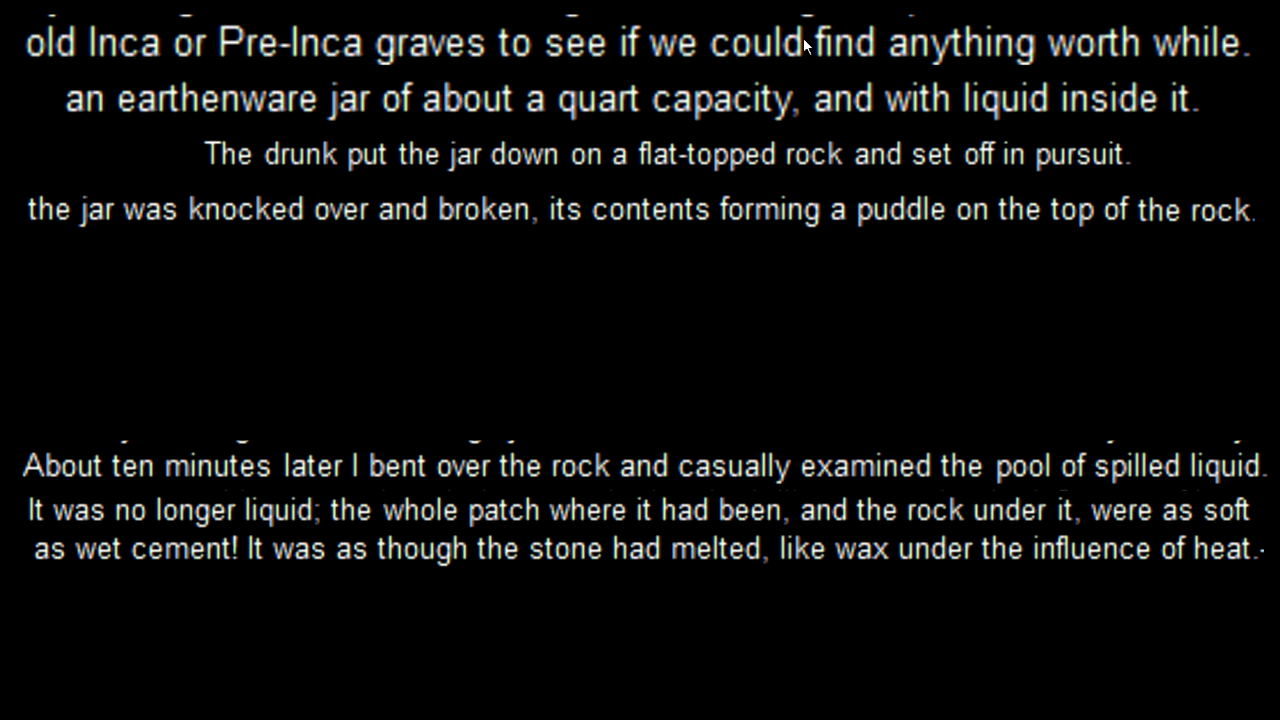 old Inca or Pre-Inca graves to see if we could find anything worth while.
an earthenware jar of about a quart capacity, and with liquid inside it.
The drunk put the jar down on a flat-topped rock and set off in pursuit.
the jar was knocked over and broken, its contents forming a puddle on the top of the rock.
About ten minutes later I bent over the rock and casually examined the pool of spilled liquid.
It was no longer liquid; the whole patch where it had been, and the rock under it, were as soft
as wet cement! It was as though the stone had melted, like wax under the influence of heat.